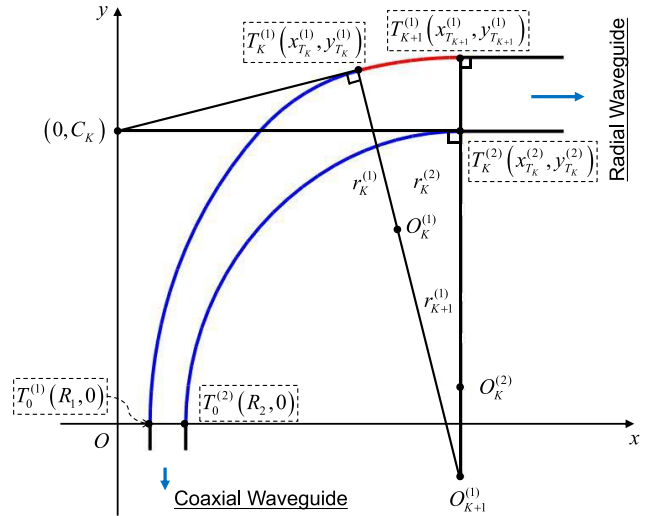 y
T_K^{(1)}(x_{T_K}^{(1)}, y_{T_K}^{(1)})
T_{K+1}^{(1)}(x_{T_{K+1}}^{(1)}, y_{T_{K+1}}^{(1)})
Radial Waveguide
(0, C_K)
T_K^{(2)}(x_{T_K}^{(2)}, y_{T_K}^{(2)})
r_K^{(1)}
r_K^{(2)}
O_K^{(1)}
r_{K+1}^{(1)}
T_0^{(1)}(R_1, 0)
T_0^{(2)}(R_2, 0)
O_K^{(2)}
O
x
Coaxial Waveguide
O_{K+1}^{(1)}